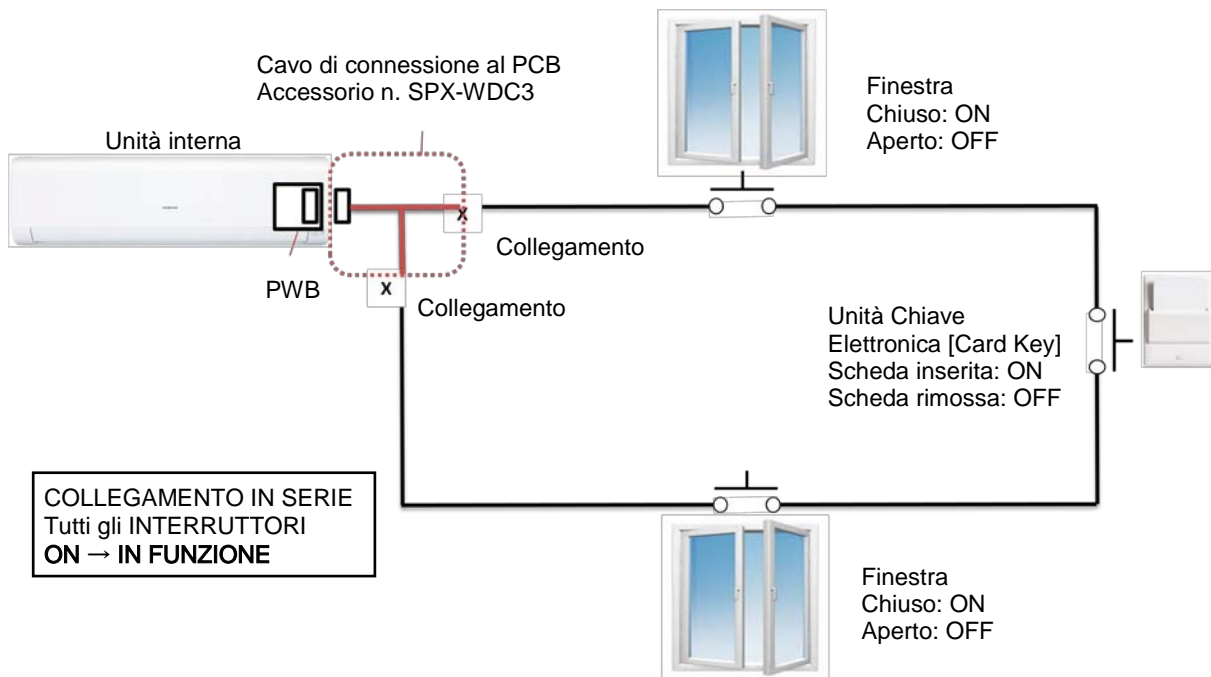 Cavo di connessione al PCB
Accessorio n. SPX-WDC3
Unità interna
PWB
X
Collegamento
X
Collegamento
Finestra
Chiuso: ON
Aperto: OFF
Unità Chiave
Elettronica [Card Key]
Scheda inserita: ON
Scheda rimossa: OFF
COLLEGAMENTO IN SERIE
Tutti gli INTERRUTTORI
ON → IN FUNZIONE
Finestra
Chiuso: ON
Aperto: OFF